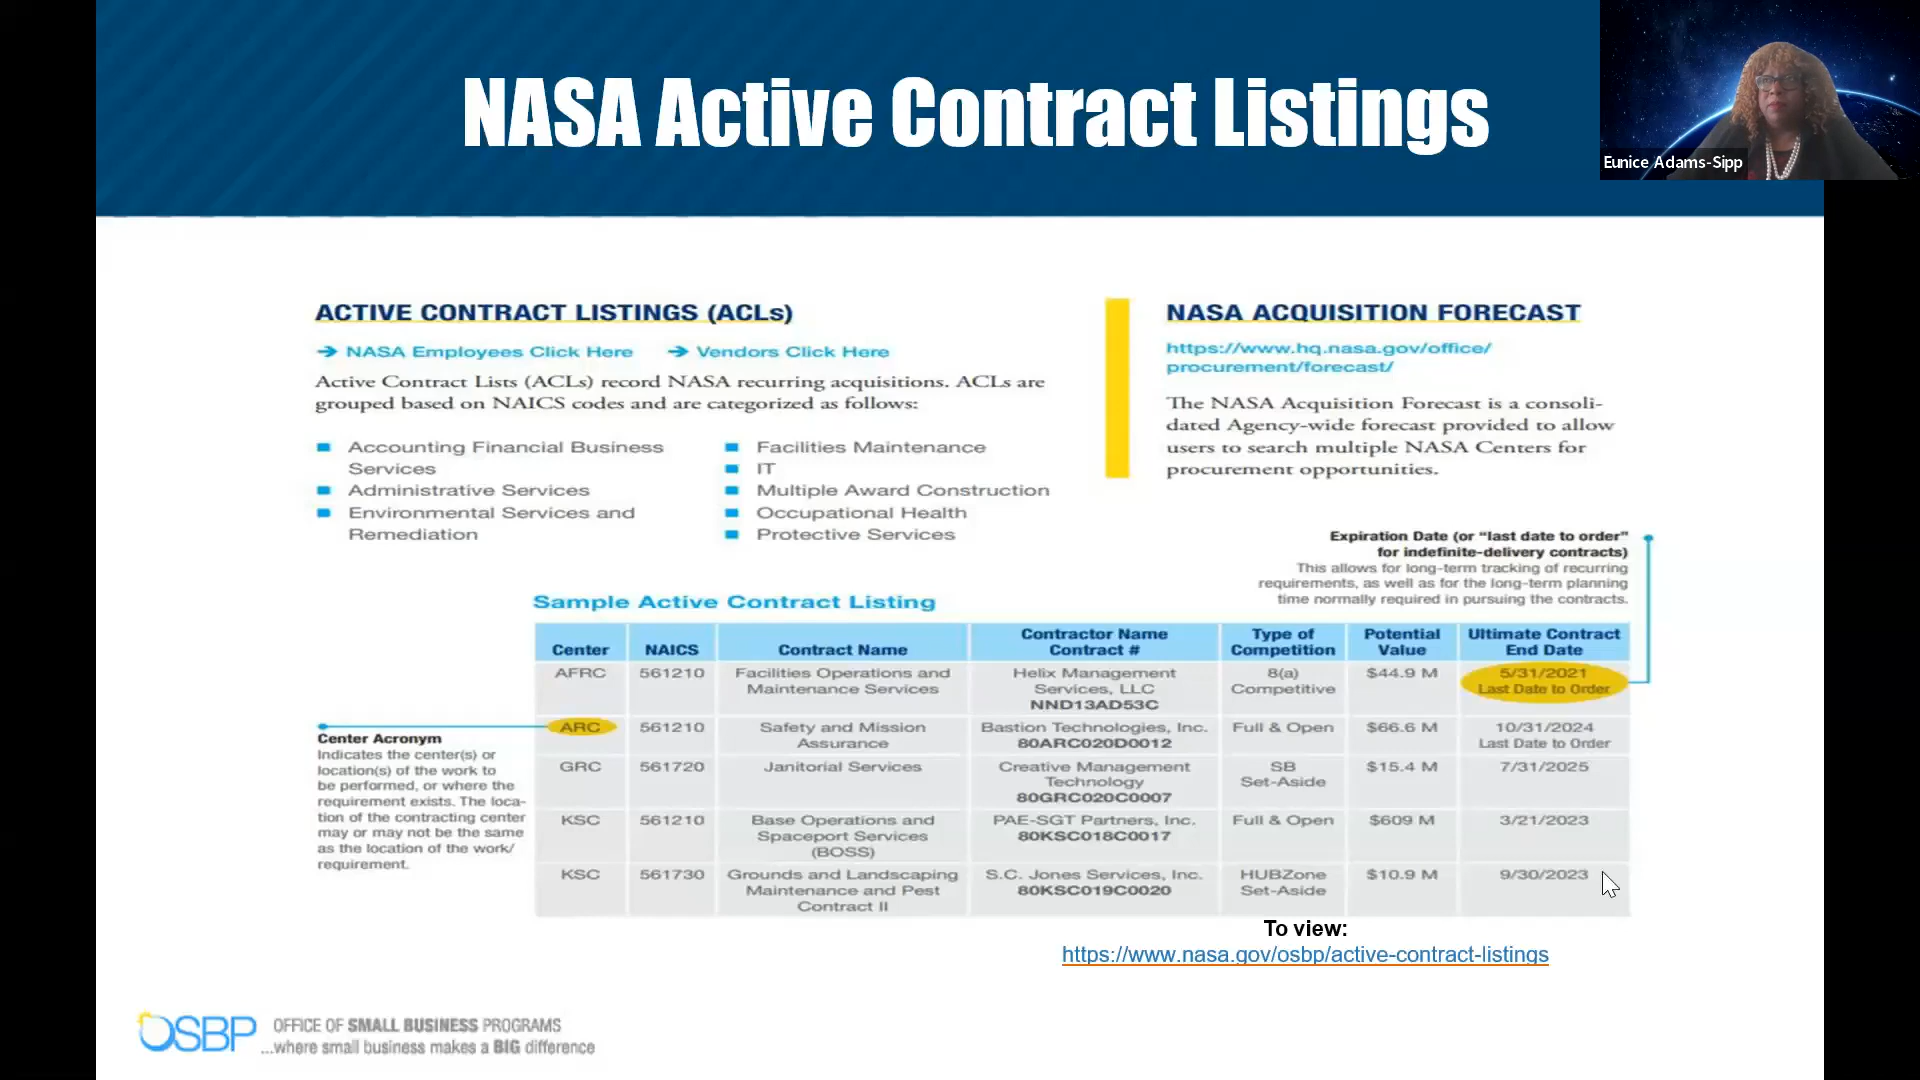 NASA Active Contract Listings
Eunice Adams-Sipp
ACTIVE CONTRACT LISTINGS (ACLs)
→ NASA Employees Click Here → Vendors Click Here
Active Contract Lists (ACLs) record NASA recurring acquisitions. ACLs are
grouped based on NAICS codes and are categorized as follows:
Accounting Financial Business
Services
Administrative Services
Environmental Services and
Remediation
Facilities Maintenance
IT
Multiple Award Construction
Occupational Health
Protective Services
NASA ACQUISITION FORECAST
https://www.hq.nasa.gov/office/
procurement/forecast/
The NASA Acquisition Forecast is a consoli-
dated Agency-wide forecast provided to allow
users to search multiple NASA Centers for
procurement opportunities.
Expiration Date (or “last date to order”
for indefinite-delivery contracts)
This allows for long-term tracking of recurring
requirements, as well as for the long-term planning
time normally required in pursuing the contracts.
Sample Active Contract Listing
Center NAICS Contract Name Contractor Name Contract # Type of Competition Potential Value Ultimate Contract End Date
AFRC 561210 Facilities Operations and Maintenance Services Helix Management Services, LLC NND13AD53C 8(a) Competitive $44.9 M 5/31/2021 Last Date to Order
ARC 561210 Safety and Mission Assurance Bastion Technologies, Inc. 80ARC020D0012 Full & Open $66.6 M 10/31/2024 Last Date to Order
GRC 561720 Janitorial Services Creative Management Technology 80GRC020C0007 SB Set-Aside $15.4 M 7/31/2025
KSC 561210 Base Operations and Spaceport Services (BOSS) PAE-SGT Partners, Inc. 80KSC018C0017 Full & Open $609 M 3/21/2023
KSC 561730 Grounds and Landscaping Maintenance and Pest Contract II S.C. Jones Services, Inc. 80KSC019C0020 HUBZone Set-Aside $10.9 M 9/30/2023
Center Acronym
Indicates the center(s) or
location(s) of the work to
be performed, or where the
requirement exists. The loca-
tion of the contracting center
may or may not be the same
as the location of the work/
requirement.
To view:
https://www.nasa.gov/osbp/active-contract-listings
OSBP OFFICE OF SMALL BUSINESS PROGRAMS
...where small business makes a BIG difference